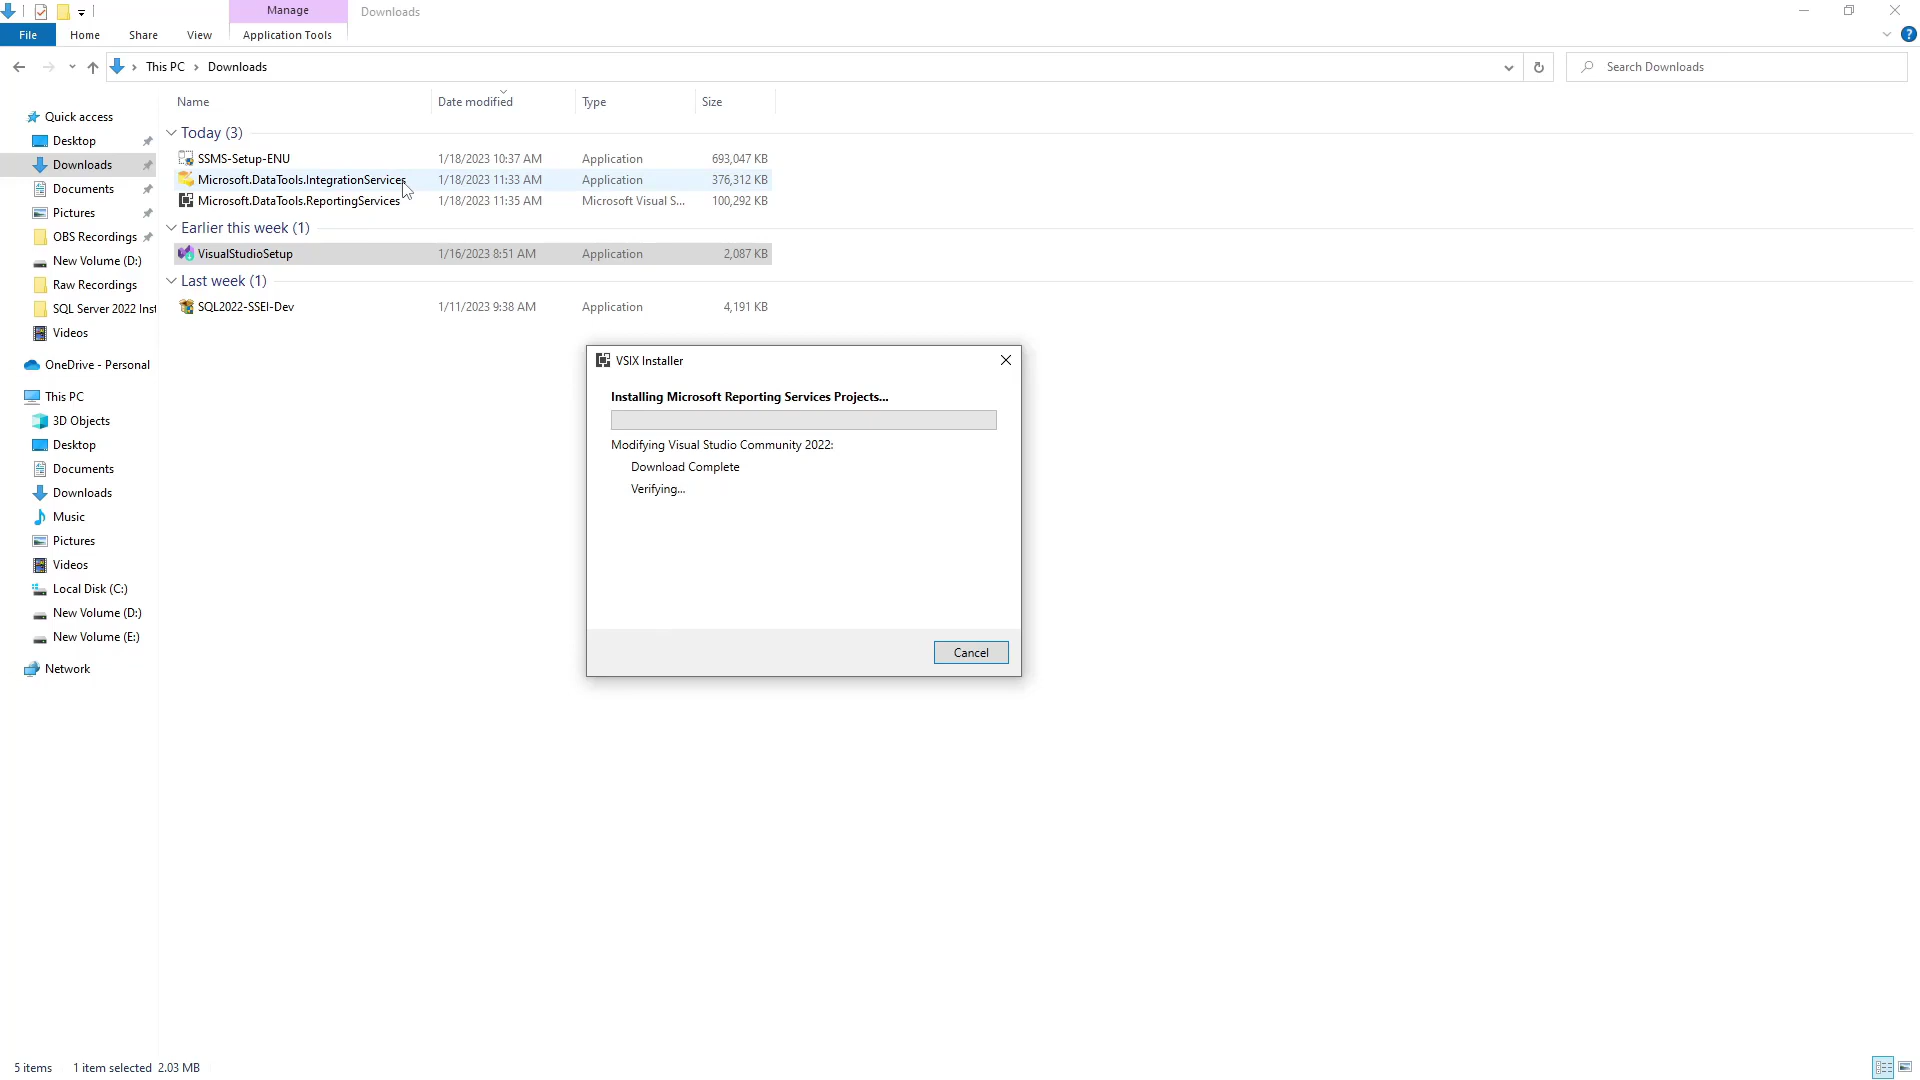 Manage
Downloads
File
Home
Share
View
Application Tools
?
This PC
Downloads
Search Downloads
Name
Date modified
Type
Size
Quick access
Desktop
Downloads
Documents
Pictures
OBS Recordings
New Volume (D:)
Raw Recordings
SQL Server 2022 Inst
Videos
OneDrive - Personal
This PC
3D Objects
Desktop
Documents
Downloads
Music
Pictures
Videos
Local Disk (C:)
New Volume (D:)
New Volume (E:)
Network
Today (3)
SSMS-Setup-ENU 1/18/2023 10:37 AM Application 693,047 KB
Microsoft.DataTools.IntegrationServices 1/18/2023 11:33 AM Application 376,312 KB
Microsoft.DataTools.ReportingServices 1/18/2023 11:35 AM Microsoft Visual S... 100,292 KB
Earlier this week (1)
VisualStudioSetup 1/16/2023 8:51 AM Application 2,087 KB
Last week (1)
SQL2022-SSEI-Dev 1/11/2023 9:38 AM Application 4,191 KB
VSIX Installer
Installing Microsoft Reporting Services Projects...
Modifying Visual Studio Community 2022:
Download Complete
Verifying...
Cancel
5 items
1 item selected 2.03 MB